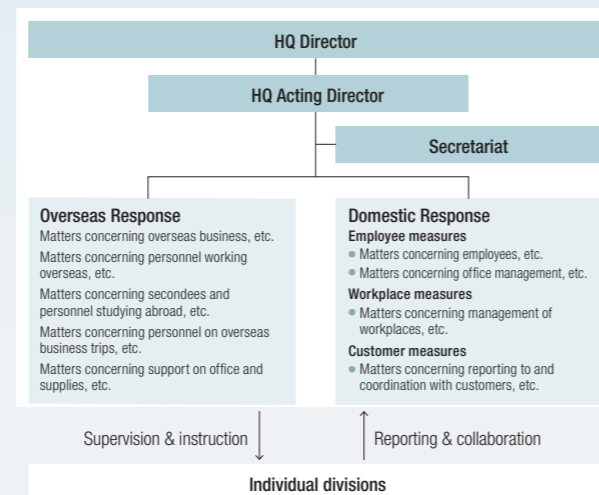 HQ Director
HQ Acting Director
Secretariat
Overseas Response
Matters concerning overseas business, etc.
Matters concerning personnel working
overseas, etc.
Matters concerning secondees and
personnel studying abroad, etc.
Matters concerning personnel on overseas
business trips, etc.
Matters concerning support on office and
supplies, etc.
Domestic Response
Employee measures
● Matters concerning employees, etc.
● Matters concerning office management, etc.
Workplace measures
● Matters concerning management of
workplaces, etc.
Customer measures
● Matters concerning reporting to and
coordination with customers, etc.
Supervision & instruction
Reporting & collaboration
Individual divisions